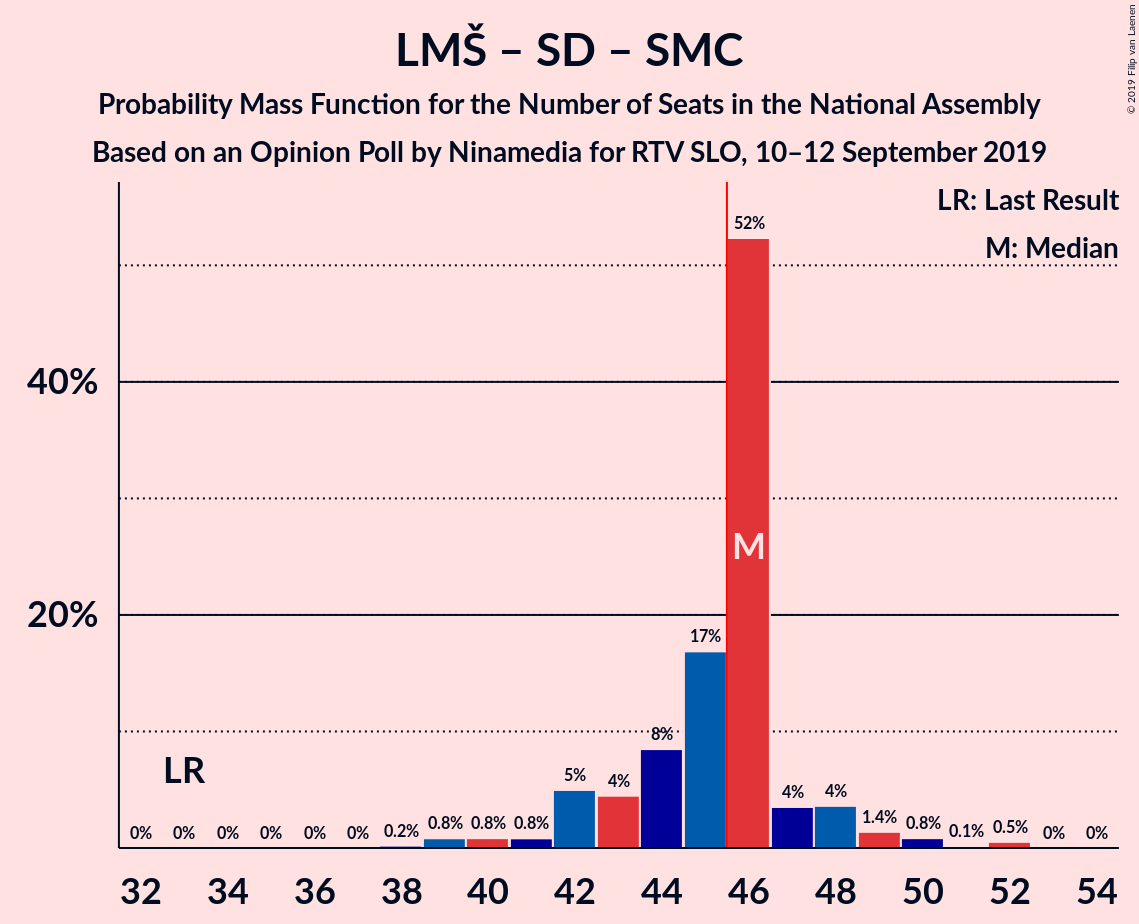 LMŠ – SD – SMC
Probability Mass Function for the Number of Seats in the National Assembly
Based on an Opinion Poll by Ninamedia for RTV SLO, 10–12 September 2019
© 2019 Filip van Laenen
LR: Last Result
M: Median
40%
20%
LR
M
0% 0% 0% 0% 0% 0% 0.2% 0.8% 0.8% 0.8% 5% 4% 8% 17% 52% 4% 4% 1.4% 0.8% 0.1% 0.5% 0% 0%
32 34 36 38 40 42 44 46 48 50 52 54